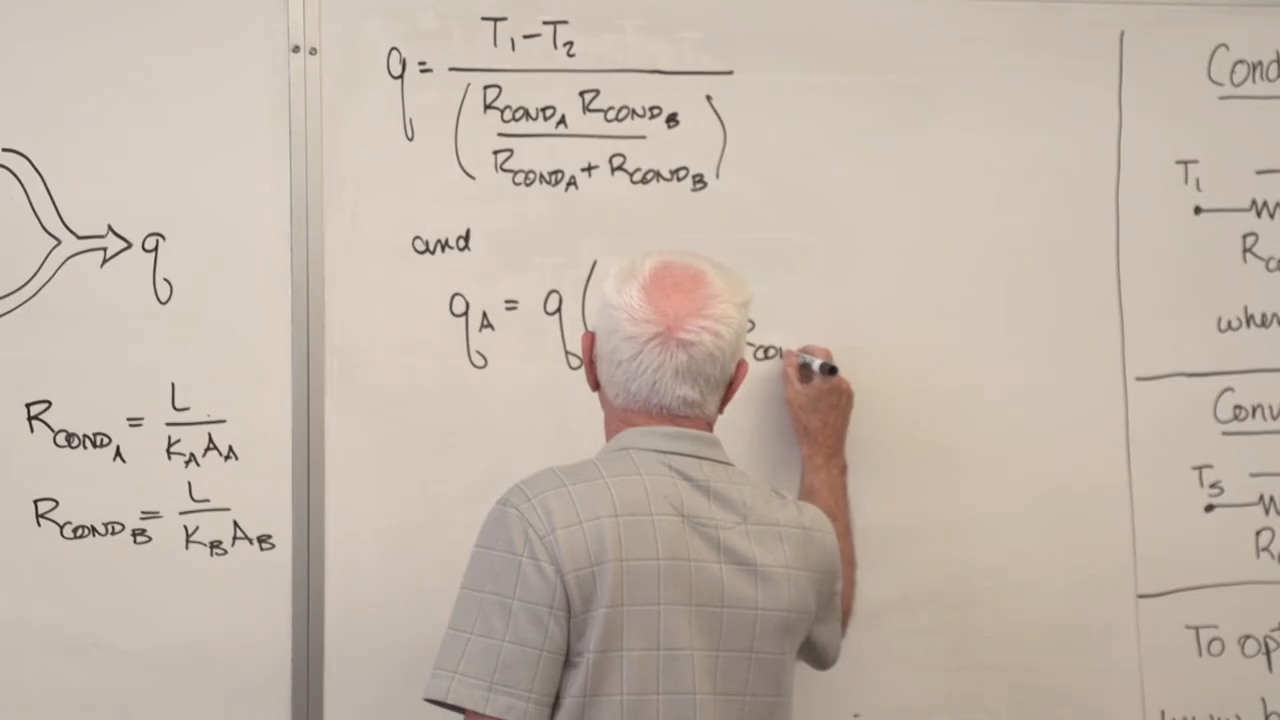 q
R_COND_A = L / K_A A_A
R_COND_B = L / K_B A_B
q = T₁ - T₂
( R_COND_A R_COND_B
R_COND_A + R_COND_B )
and
q_A = q (
Cond
T₁
Conv
T_S
To op